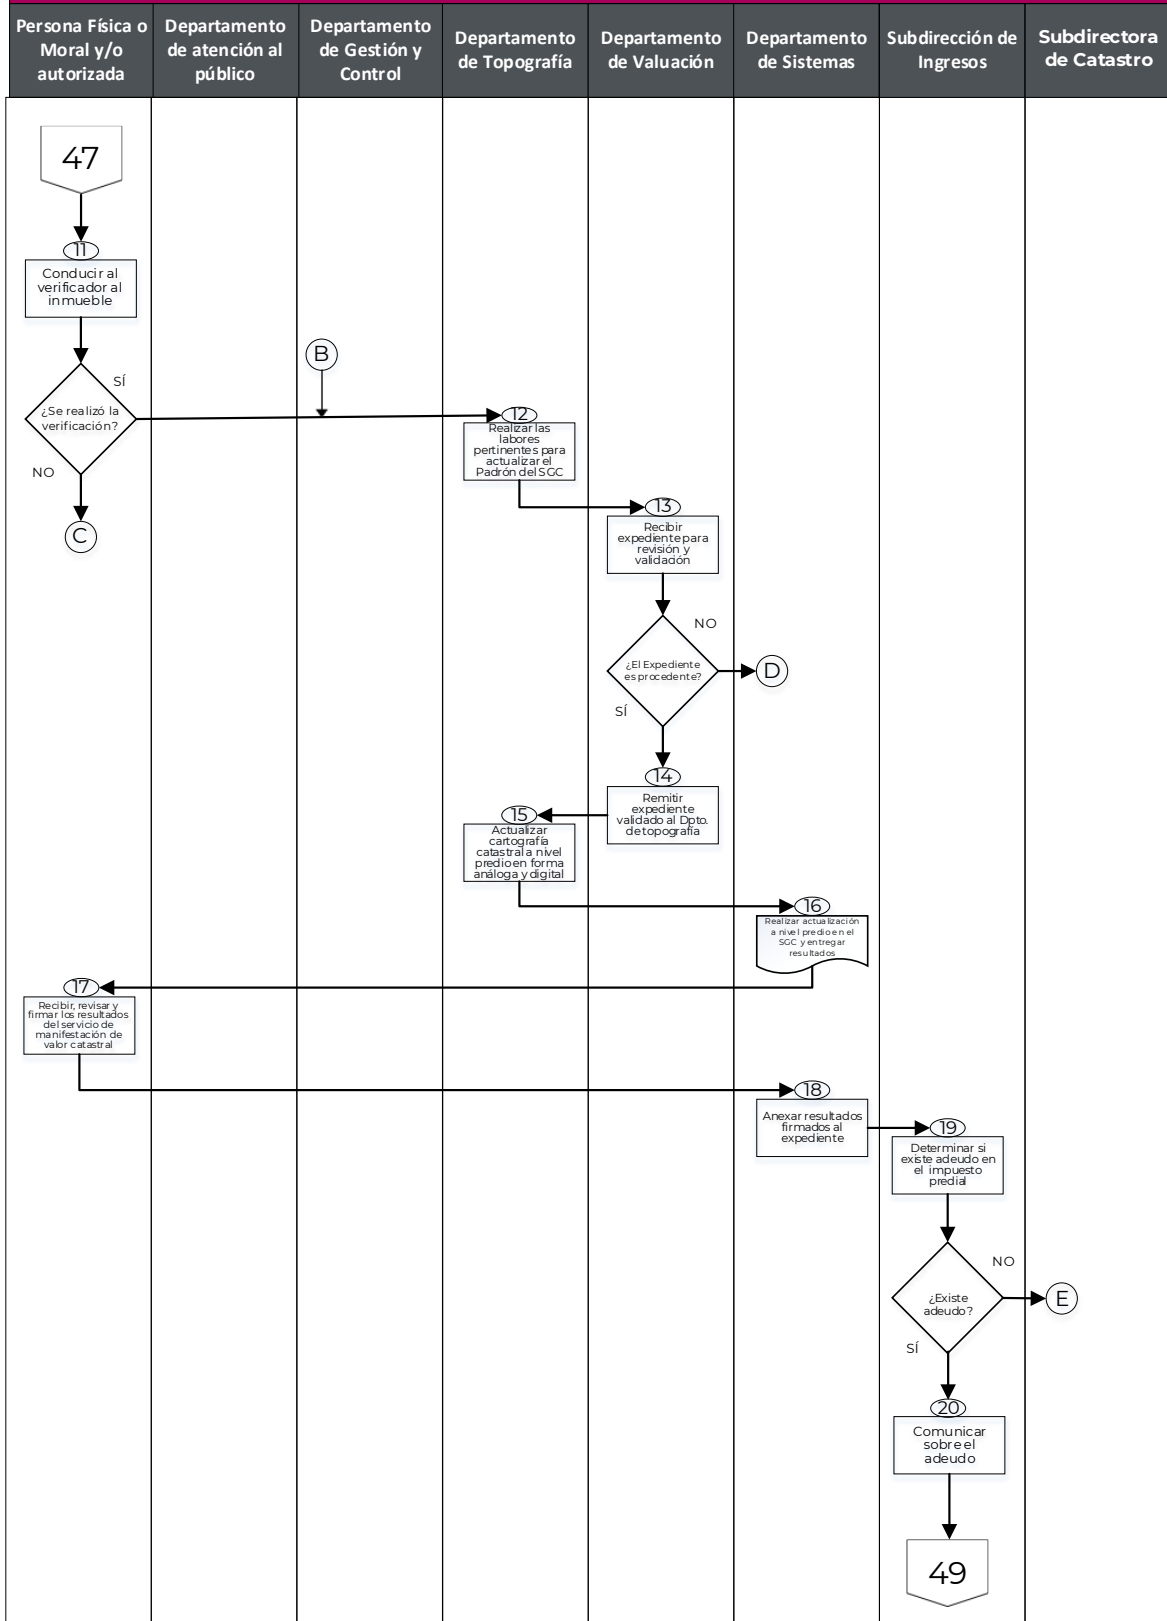 Persona Física o
Moral y/o
autorizada
Departamento
de atención al
público
Departamento
de Gestión y
Control
Departamento
de Topografía
Departamento
de Valuación
Departamento
de Sistemas
Subdirección de
Ingresos
Subdirectora
de Catastro
47
11
Conducir al
verificador al
inmueble
SÍ
¿Se realizó la
verificación?
NO
C
B
12
Realizar las
labores
pertinentes para
actualizar el
Padrón del SGC
13
Recibir
expediente para
revisión y
validación
NO
¿El Expediente
es procedente?
D
SÍ
14
Remitir
expediente
validado al Dpto.
de topografía
15
Actualizar
cartografía
catastral a nivel
predio en forma
análoga y digital
16
Realizar actualización
a nivel predio en el
SGC y entregar
resultados
17
Recibir, revisar y
firmar los resultados
del servicio de
manifestación de
valor catastral
18
Anexar resultados
firmados al
expediente
19
Determinar si
existe adeudo en
el impuesto
predial
NO
¿Existe
adeudo?
E
SÍ
20
Comunicar
sobre el
adeudo
49